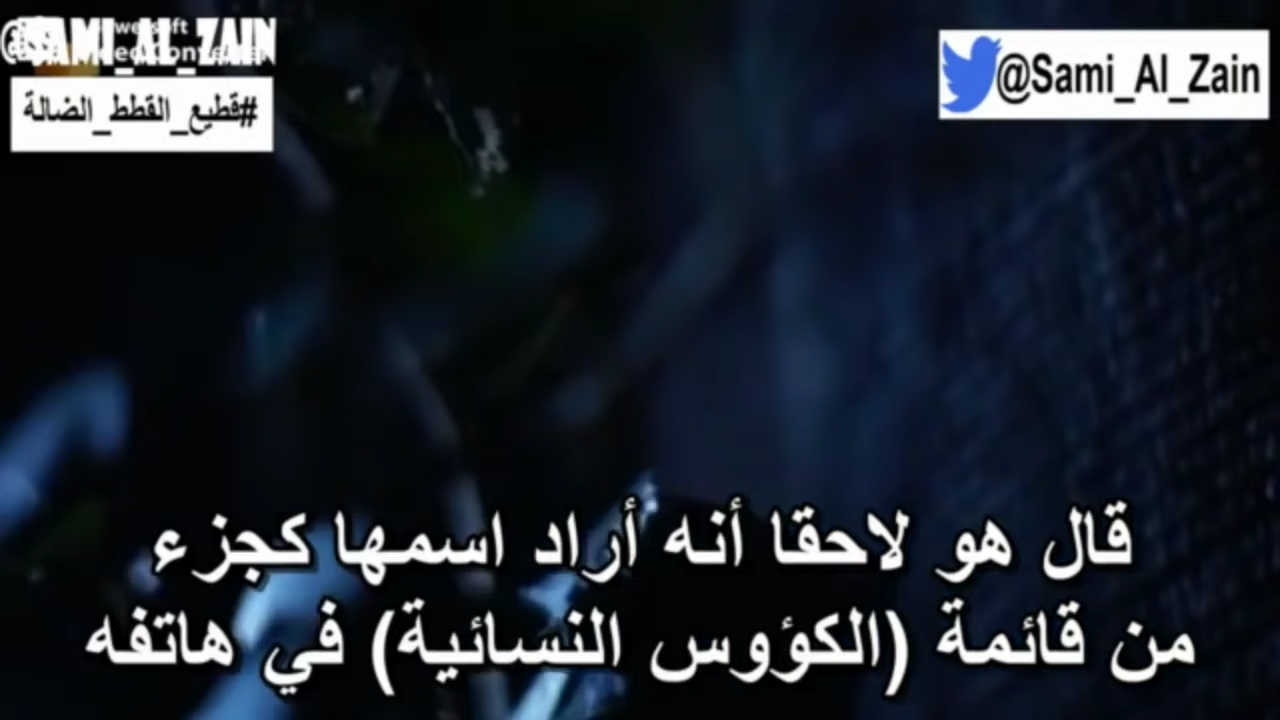 @SAMI_AL_ZAIN
#قطيع_القطط_الضالة
@Sami_Al_Zain
قال هو لاحقا أنه أراد اسمها كجزء
من قائمة (الكؤوس النسائية) في هاتفه